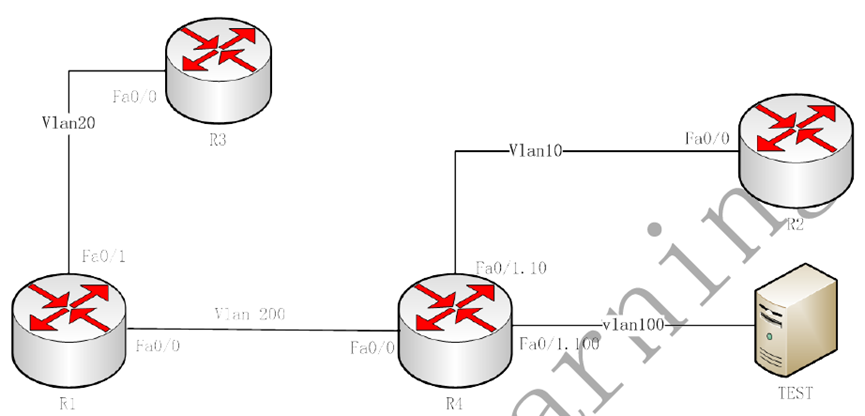 Fa0/0
Vlan20
R3
Fa0/0
Vlan10
R2
Fa0/1
Fa0/1.10
Vlan 200
vlan100
Fa0/0
Fa0/0
Fa0/1.100
R1
R4
TEST
arning